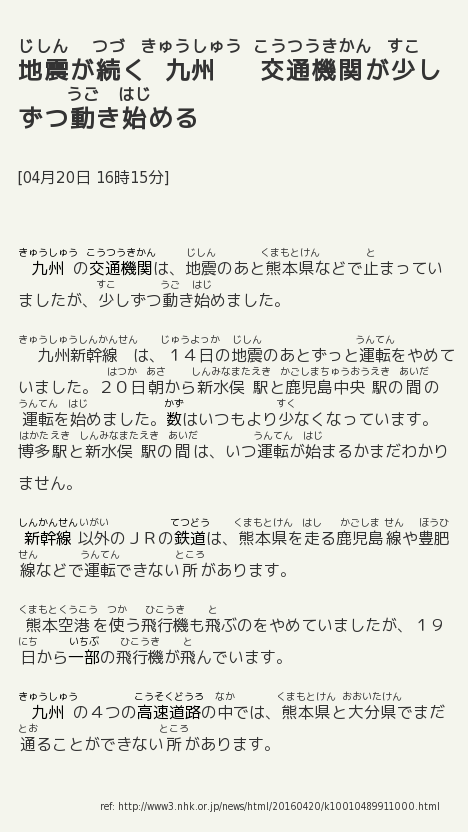 じしん つづ きゅうしゅう こうつうきかん すこ
地震が続く 九州 交通機関が少し
うご はじ
ずつ動き始める
[04月20日 16時15分]
きゅうしゅう こうつうきかん じしん くまもとけん と
九州の交通機関は、地震のあと熊本県などで止まってい
すこ うご はじ
ましたが、少しずつ動き始めました。
きゅうしゅうしんかんせん じゅうよっか じしん うんてん
九州新幹線は、１４日の地震のあとずっと運転をやめて
はつか あさ しんみなまたえき かごしまちゅうおうえき あいだ
いました。２０日朝から新水俣駅と鹿児島中央駅の間の
うんてん はじ かず すく
運転を始めました。数はいつもより少なくなっています。
はかたえき しんみなまたえき あいだ うんてん はじ
博多駅と新水俣駅の間は、いつ運転が始まるかまだわかり
ません。
しんかんせん いがい てつどう くまもとけん はし かごしま せん ほうひ
新幹線以外のＪＲの鉄道は、熊本県を走る鹿児島線や豊肥
せん うんてん ところ
線などで運転できない所があります。
くまもとくうこう つか ひこうき と
熊本空港を使う飛行機も飛ぶのをやめていましたが、１９
にち いちぶ ひこうき と
日から一部の飛行機が飛んでいます。
きゅうしゅう こうそくどうろ なか くまもとけん おおいたけん
九州の４つの高速道路の中では、熊本県と大分県でまだ
とお ところ
通ることができない所があります。
ref: http://www3.nhk.or.jp/news/html/20160420/k10010489911000.html